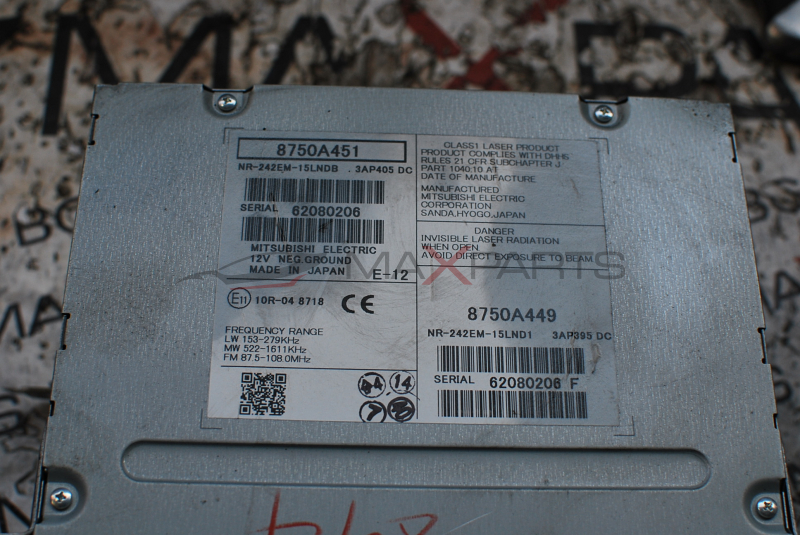 8750A451
NR-242EM-15LNDB . 3AP405 DC
SERIAL 62080206
MITSUBISHI ELECTRIC
12V NEG.GROUND
MADE IN JAPAN E-12
E11 10R-04 8718 CE
FREQUENCY RANGE
LW 153-279KHz
MW 522-1611KHz
FM 87.5-108.0MHz
CLASS1 LASER PRODUCT
PRODUCT COMPLIES WITH DHHS
RULES 21 CFR SUBCHAPTER J
PART 1040:10 AT
DATE OF MANUFACTURE
MANUFACTURED
MITSUBISHI ELECTRIC
CORPORATION
SANDA,HYOGO,JAPAN
DANGER
INVISIBLE LASER RADIATION
WHEN OPEN.
AVOID DIRECT EXPOSURE TO BEAM
MAXPARTS
8750A449
NR-242EM-15LND1 3AP395 DC
SERIAL 62080206 F
14